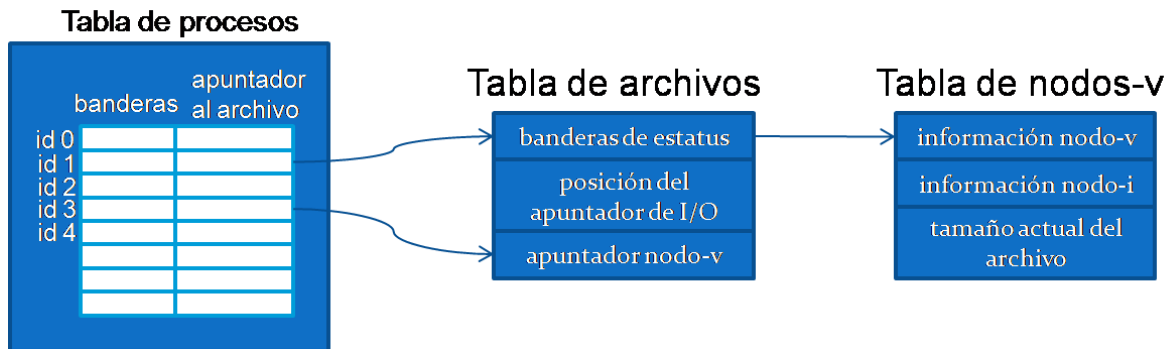 Tabla de procesos
banderas
apuntador
al archivo
id 0
id 1
id 2
id 3
id 4
Tabla de archivos
banderas de estatus
posición del
apuntador de I/O
apuntador nodo-v
Tabla de nodos-v
información nodo-v
información nodo-i
tamaño actual del
archivo